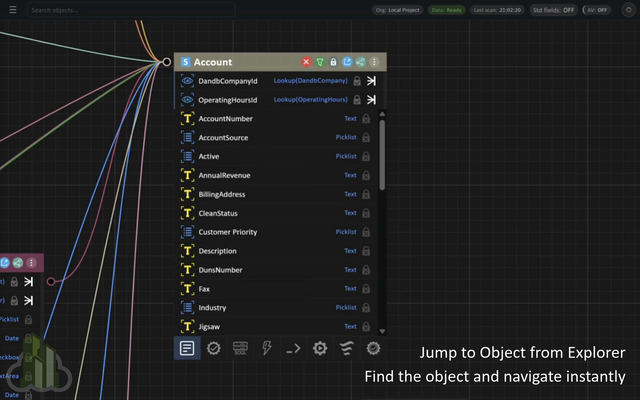 Search objects...
Org: Local Project
Data: Ready
Last scan: 21:02:20
Std fields: OFF
AV: OFF
S Account
DandbCompanyId Lookup(DandbCompany)
OperatingHoursId Lookup(OperatingHours)
AccountNumber Text
AccountSource Picklist
Active Picklist
AnnualRevenue Text
BillingAddress Text
CleanStatus Text
Customer Priority Picklist
Description Text
DunsNumber Text
Fax Text
Industry Picklist
Jigsaw Text
t)
r)
Picklist
Date
eckbox
tArea
Date
Jump to Object from Explorer
Find the object and navigate instantly